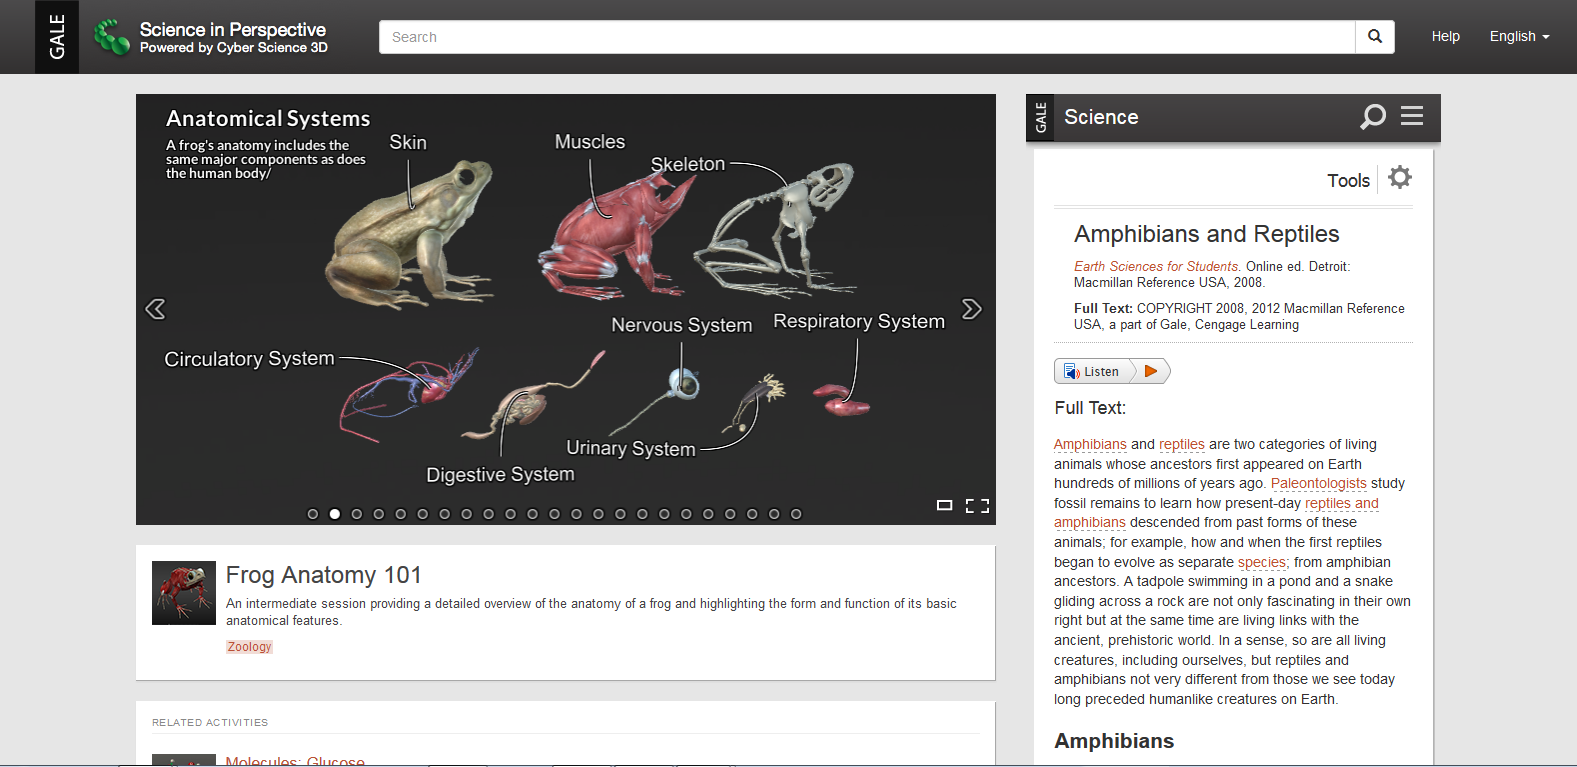 GALE
Science in Perspective
Powered by Cyber Science 3D
Search
Help
English
Anatomical Systems
A frog's anatomy includes the
same major components as does
the human body/
Skin
Muscles
Skeleton
Circulatory System
Digestive System
Nervous System
Urinary System
Respiratory System
Frog Anatomy 101
An intermediate session providing a detailed overview of the anatomy of a frog and highlighting the form and function of its basic
anatomical features.
Zoology
RELATED ACTIVITIES
Molecules: Glucose
GALE
Science
Tools
Amphibians and Reptiles
Earth Sciences for Students. Online ed. Detroit:
Macmillan Reference USA, 2008.
Full Text: COPYRIGHT 2008, 2012 Macmillan Reference
USA, a part of Gale, Cengage Learning
Listen
Full Text:
Amphibians and reptiles are two categories of living
animals whose ancestors first appeared on Earth
hundreds of millions of years ago. Paleontologists study
fossil remains to learn how present-day reptiles and
amphibians descended from past forms of these
animals; for example, how and when the first reptiles
began to evolve as separate species; from amphibian
ancestors. A tadpole swimming in a pond and a snake
gliding across a rock are not only fascinating in their own
right but at the same time are living links with the
ancient, prehistoric world. In a sense, so are all living
creatures, including ourselves, but reptiles and
amphibians not very different from those we see today
long preceded humanlike creatures on Earth.
Amphibians